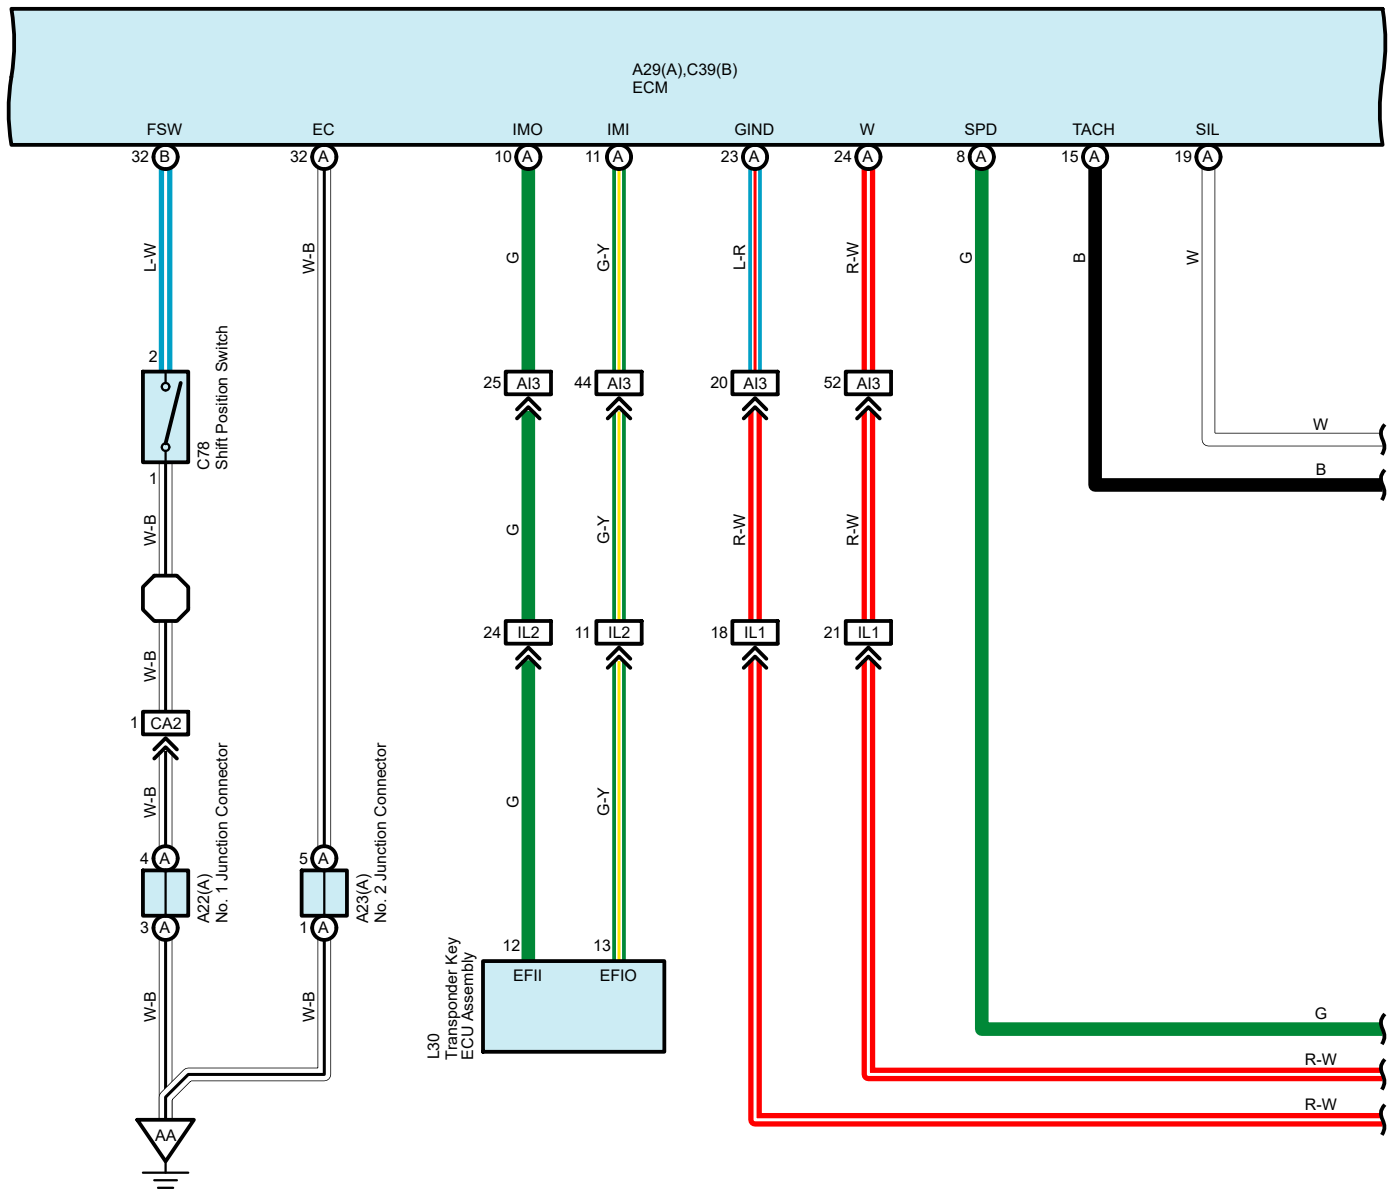 A29(A),C39(B)
ECM
FSW EC IMO IMI GIND W SPD TACH SIL
32 B 32 A 10 A 11 A 23 A 24 A 8 A 15 A 19 A
L-W W-B G G-Y L-R R-W G B W
2
25 AI3 44 AI3 20 AI3 52 AI3
C78
Shift Position Switch
W
B
1
W-B G G-Y R-W R-W
24 IL2 11 IL2 18 IL1 21 IL1
W-B
1 CA2
W-B G G-Y
4 A 5 A
A22(A)
No. 1 Junction Connector
A23(A)
No. 2 Junction Connector
3 A 1 A
12 13
EFII EFIO
L30
Transponder Key
ECU Assembly
W-B W-B
G
R-W
R-W
AA